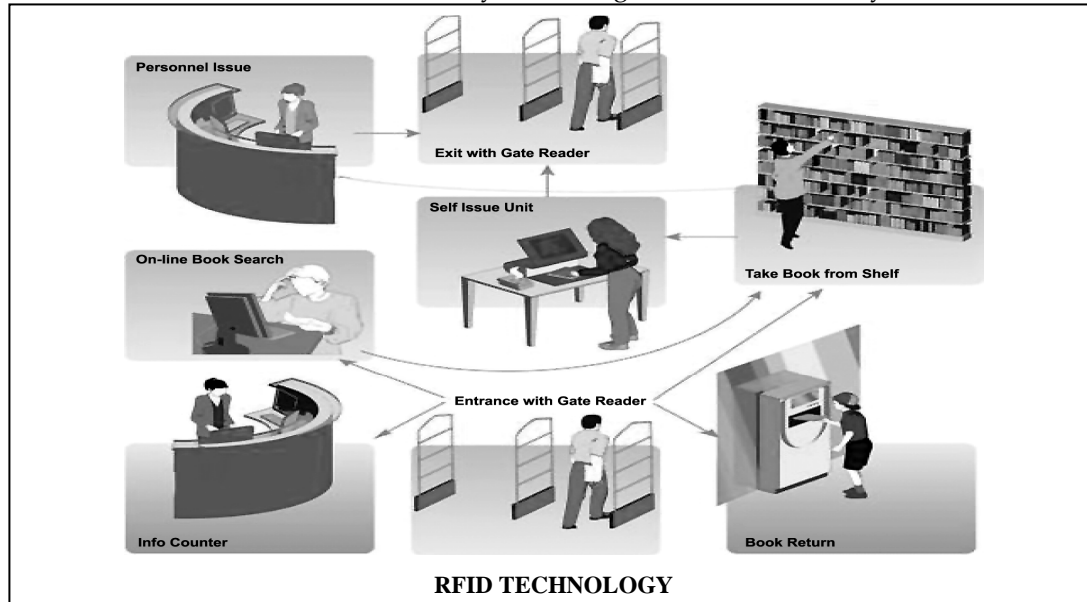 Personnel Issue
Exit with Gate Reader
Self Issue Unit
On-line Book Search
Take Book from Shelf
Entrance with Gate Reader
Info Counter
Book Return
RFID TECHNOLOGY